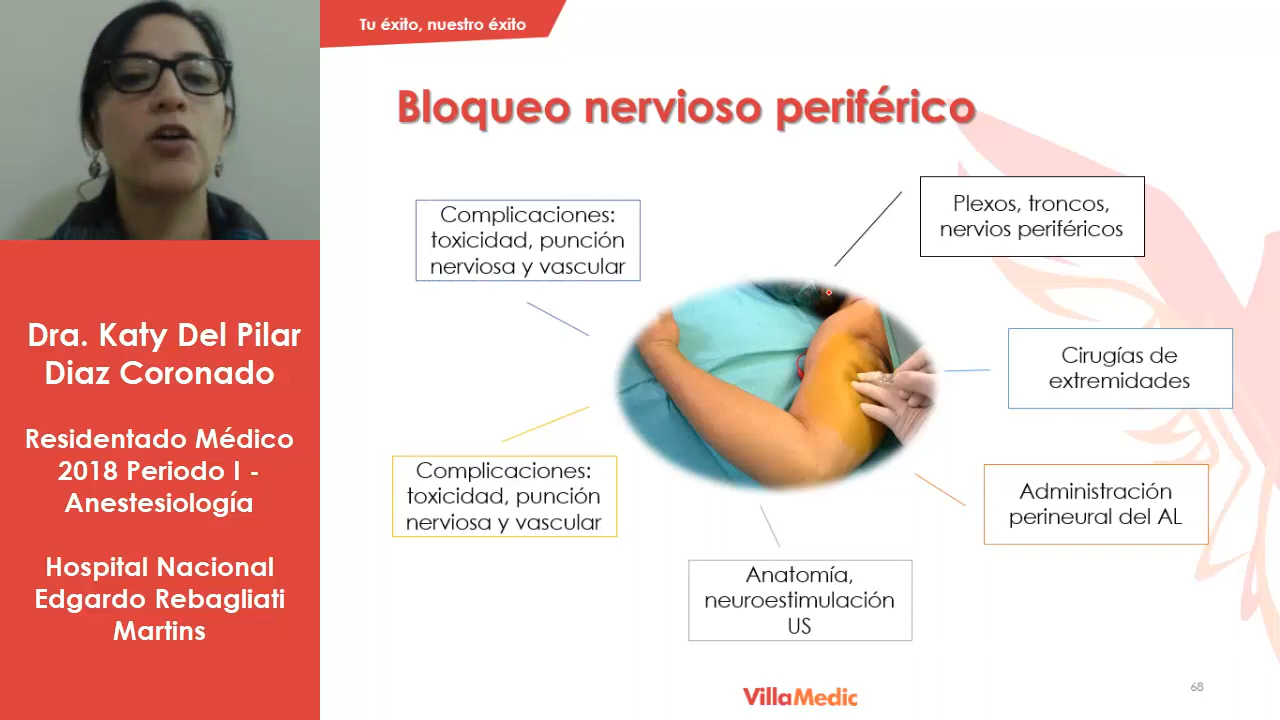 Tu éxito, nuestro éxito
Bloqueo nervioso periférico
Complicaciones:
toxicidad, punción
nerviosa y vascular
Plexos, troncos,
nervios periféricos
Cirugías de
extremidades
Complicaciones:
toxicidad, punción
nerviosa y vascular
Administración
perineural del AL
Anatomía,
neuroestimulación
US
Dra. Katy Del Pilar
Diaz Coronado
Residentado Médico
2018 Periodo I -
Anestesiología
Hospital Nacional
Edgardo Rebagliati
Martins
VillaMedic
68